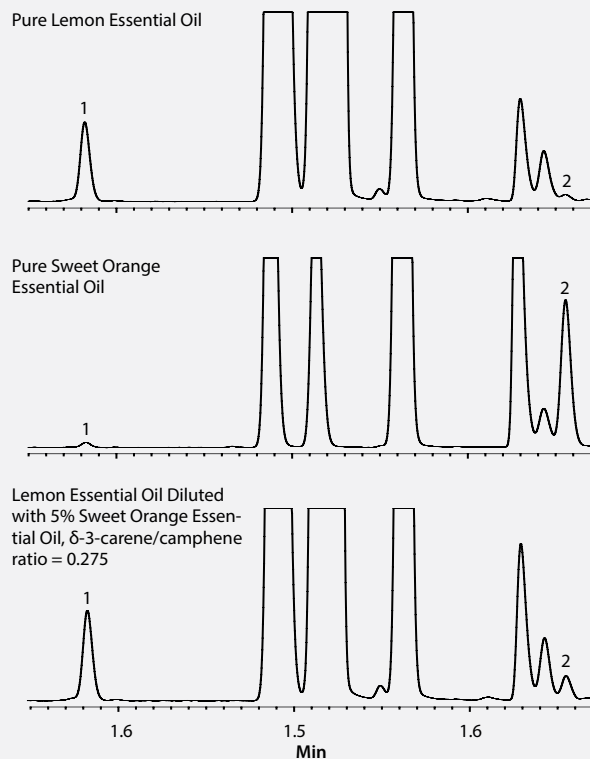 Pure Lemon Essential Oil
1
2
Pure Sweet Orange
Essential Oil
1
2
Lemon Essential Oil Diluted
with 5% Sweet Orange Essen-
tial Oil, δ-3-carene/camphene
ratio = 0.275
1
2
1.6
1.5
1.6
Min